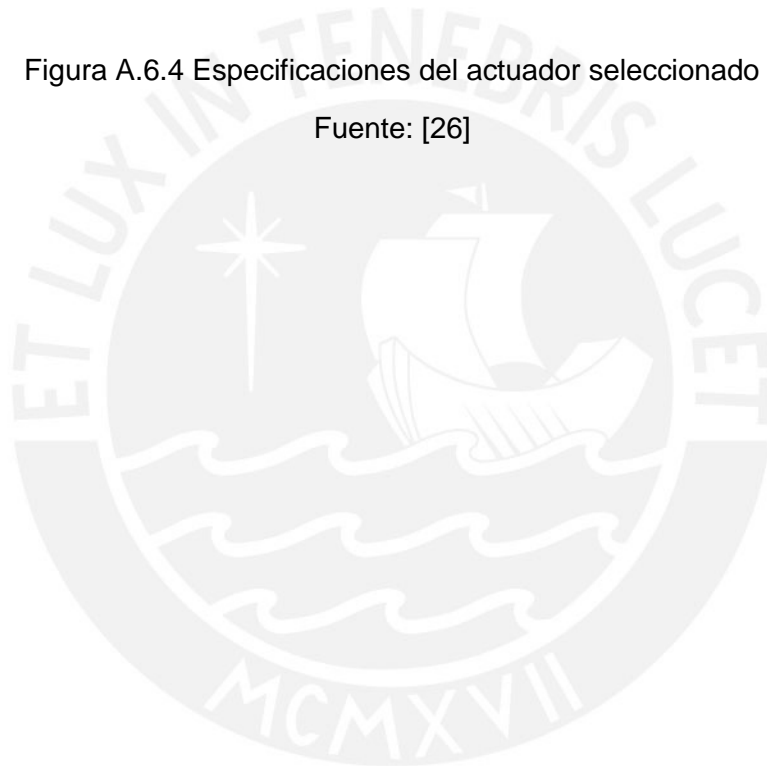 Figura A.6.4 Especificaciones del actuador seleccionado
Fuente: [26]
ET LUX IN TENEBRIS LUCET
MCMXVII